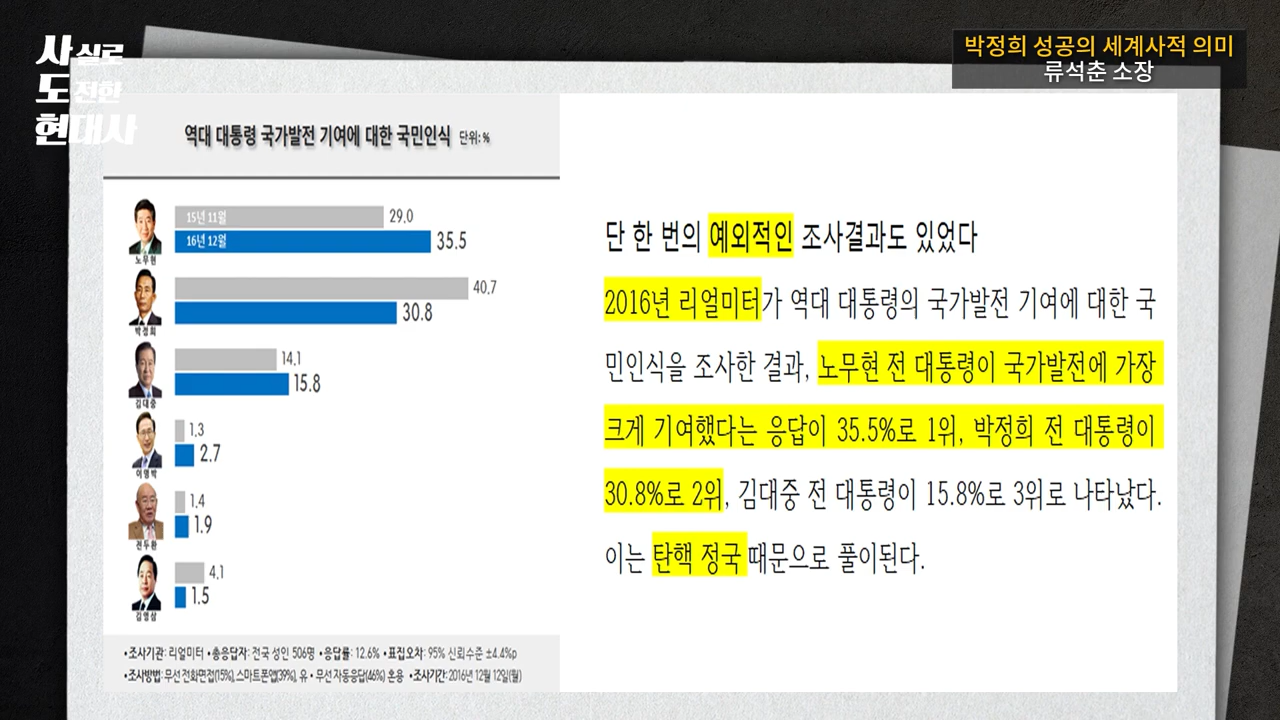 사실로
도전한
현대사
박정희 성공의 세계사적 의미
류석춘 소장
역대 대통령 국가발전 기여에 대한 국민인식 단위: %
15년 11월 29.0
16년 12월 35.5
노무현
40.7
30.8
박정희
14.1
15.8
김대중
1.3
2.7
이명박
1.4
1.9
전두환
4.1
1.5
김영삼
•조사기관: 리얼미터 •총응답자: 전국 성인 506명 •응답률: 12.6% •표집오차: 95% 신뢰수준 ±4.4%p
•조사방법: 무선 전화면접(15%), 스마트폰앱(39%), 유·무선 자동응답(46%) 혼용 •조사기간: 2016년 12월 12일(월)
단 한 번의 예외적인 조사결과도 있었다
2016년 리얼미터가 역대 대통령의 국가발전 기여에 대한 국
민인식을 조사한 결과, 노무현 전 대통령이 국가발전에 가장
크게 기여했다는 응답이 35.5%로 1위, 박정희 전 대통령이
30.8%로 2위, 김대중 전 대통령이 15.8%로 3위로 나타났다.
이는 탄핵 정국 때문으로 풀이된다.